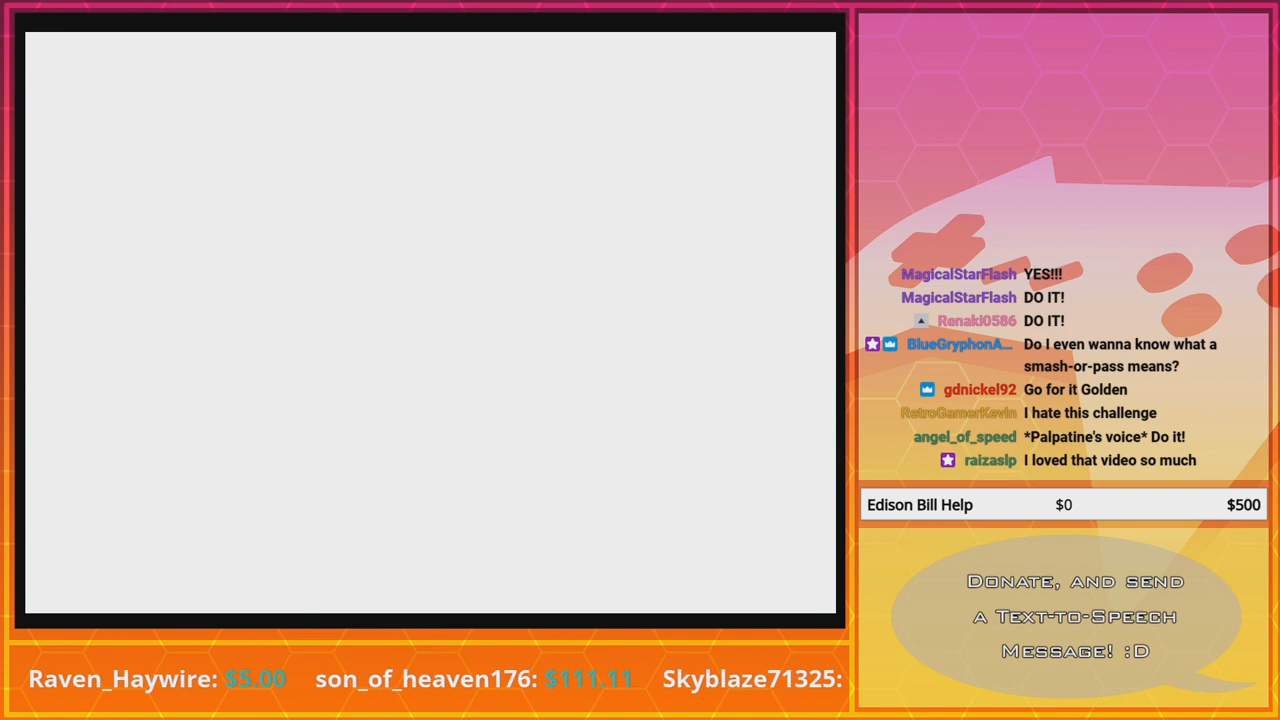 MagicalStarFlash YES!!!
MagicalStarFlash DO IT!
Renaki0586 DO IT!
BlueGryphonA... Do I even wanna know what a
smash-or-pass means?
gdnickel92 Go for it Golden
RetroGamerKevin I hate this challenge
angel_of_speed *Palpatine's voice* Do it!
raizaslp I loved that video so much
Edison Bill Help $0 $500
Donate, and send
a Text-to-Speech
Message! :D
Raven_Haywire: $5.00 son_of_heaven176: $111.11 Skyblaze71325: